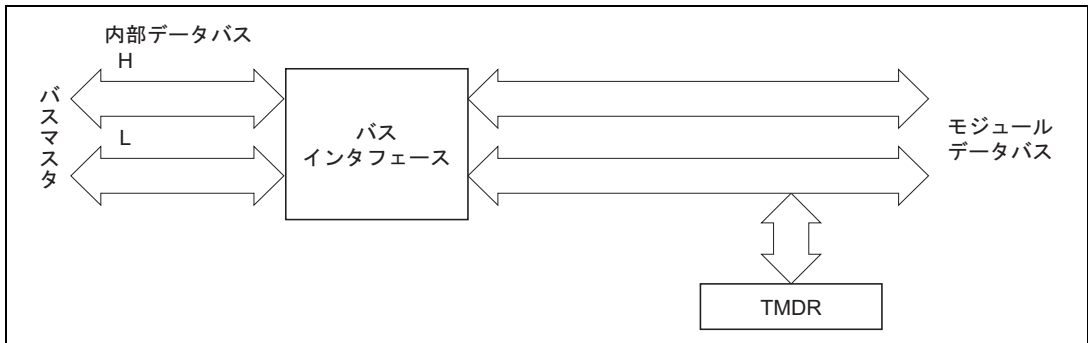 内部データバス
H
バスマスタ
L
バス
インタフェース
モジュール
データバス
TMDR